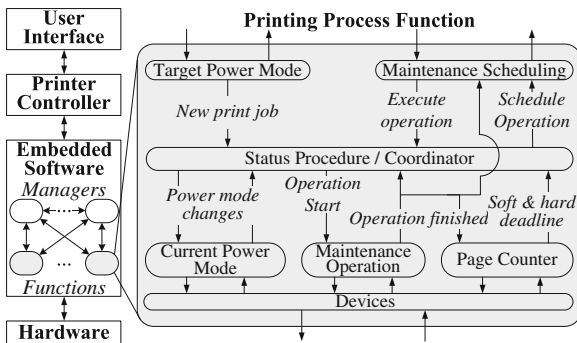 User
Interface
Printer
Controller
Embedded
Software
Managers
...
...
Functions
Hardware
Printing Process Function
Target Power Mode
Maintenance Scheduling
New print job
Execute
operation
Schedule
Operation
Status Procedure / Coordinator
Power mode
changes
Operation
Start
Operation finished
Soft & hard
deadline
Current Power
Mode
Maintenance
Operation
Page Counter
Devices